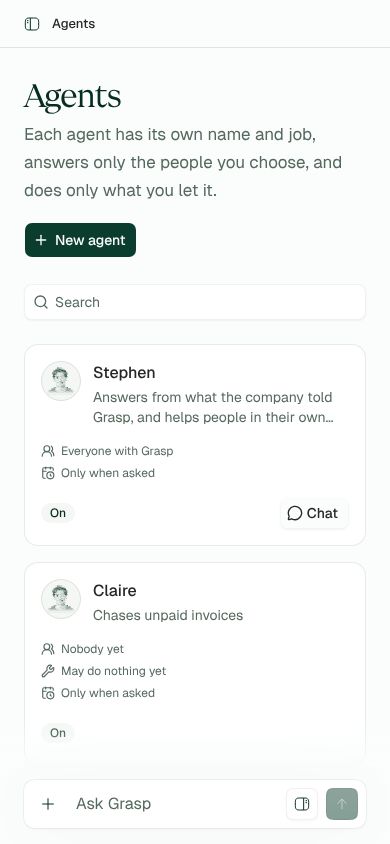 Agents
Agents
Each agent has its own name and job,
answers only the people you choose, and
does only what you let it.
New agent
Search
Stephen
Answers from what the company told
Grasp, and helps people in their own…
Everyone with Grasp
Only when asked
On
Chat
Claire
Chases unpaid invoices
Nobody yet
May do nothing yet
Only when asked
On
Ask Grasp